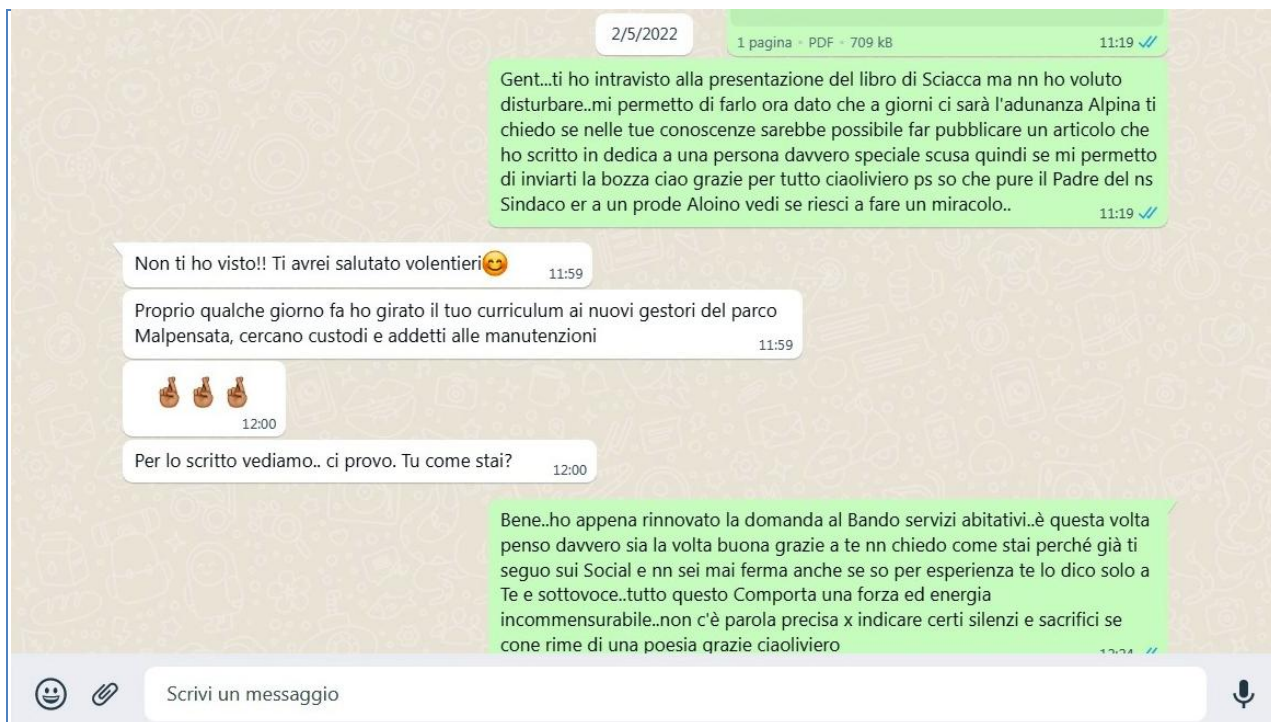 2/5/2022
1 pagina • PDF • 709 kB 11:19
Gent...ti ho intravisto alla presentazione del libro di Sciacca ma nn ho voluto
disturbare..mi permetto di farlo ora dato che a giorni ci sarà l'adunanza Alpina ti
chiedo se nelle tue conoscenze sarebbe possibile far pubblicare un articolo che
ho scritto in dedica a una persona davvero speciale scusa quindi se mi permetto
di inviarti la bozza ciao grazie per tutto ciaoliviero ps so che pure il Padre del ns
Sindaco er a un prode Aloino vedi se riesci a fare un miracolo..
11:19
Non ti ho visto!! Ti avrei salutato volentieri😊
11:59
Proprio qualche giorno fa ho girato il tuo curriculum ai nuovi gestori del parco
Malpensata, cercano custodi e addetti alle manutenzioni
11:59
12:00
Per lo scritto vediamo.. ci provo. Tu come stai?
12:00
Bene..ho appena rinnovato la domanda al Bando servizi abitativi..è questa volta
penso davvero sia la volta buona grazie a te nn chiedo come stai perché già ti
seguo sui Social e nn sei mai ferma anche se so per esperienza te lo dico solo a
Te e sottovoce..tutto questo Comporta una forza ed energia
incommensurabile..non c'è parola precisa x indicare certi silenzi e sacrifici se
cone rime di una poesia grazie ciaoliviero
Scrivi un messaggio